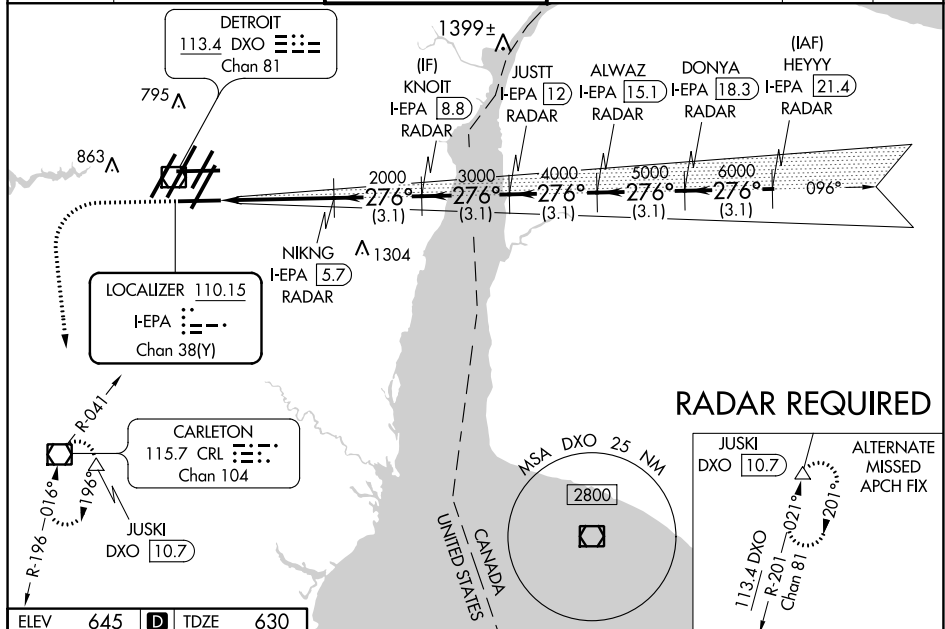 DETROIT
113.4 DXO
Chan 81
1399±
795
863
(IF)
KNOIT
I-EPA 8.8
RADAR
JUSTT
I-EPA 12
RADAR
ALWAZ
I-EPA 15.1
RADAR
DONYA
I-EPA 18.3
RADAR
(IAF)
HEYYY
I-EPA 21.4
RADAR
2000
276°
(3.1)
3000
276°
(3.1)
4000
276°
(3.1)
5000
276°
(3.1)
6000
276°
(3.1)
096°
NIKNG
I-EPA 5.7
RADAR
1304
LOCALIZER 110.15
I-EPA
Chan 38(Y)
R-041
CARLETON
115.7 CRL
Chan 104
R-196
016°
196°
JUSKI
DXO 10.7
UNITED STATES
CANADA
MSA DXO 25 NM
2800
RADAR REQUIRED
JUSKI
DXO 10.7
ALTERNATE
MISSED
APCH FIX
113.4 DXO
R-201
Chan 81
021°
201°
ELEV 645 D TDZE 630